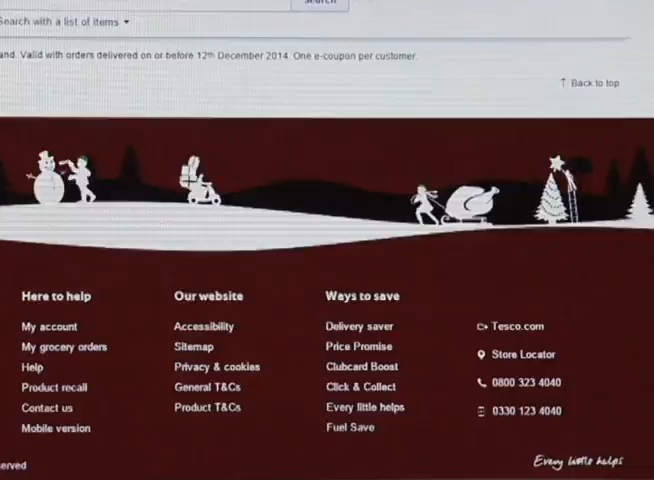 Search
Search with a list of items
and. Valid with orders delivered on or before 12th December 2014. One e-coupon per customer.
↑ Back to top
Here to help
My account
My grocery orders
Help
Product recall
Contact us
Mobile version
Our website
Accessibility
Sitemap
Privacy & cookies
General T&Cs
Product T&Cs
Ways to save
Delivery saver
Price Promise
Clubcard Boost
Click & Collect
Every little helps
Fuel Save
Tesco.com
Store Locator
0800 323 4040
0330 123 4040
erved
Every little helps